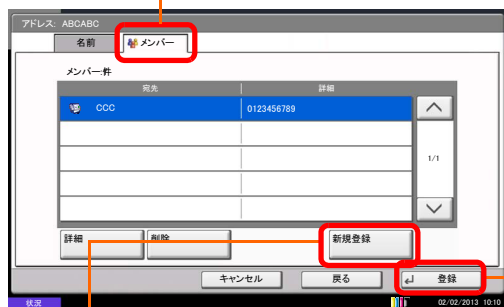 アドレス: ABCABC
名前 メンバー
メンバー:件
宛先 詳細
CCC 0123456789
1/1
詳細 削除 新規登録
キャンセル 戻る 登録
状況 02/02/2013 10:10